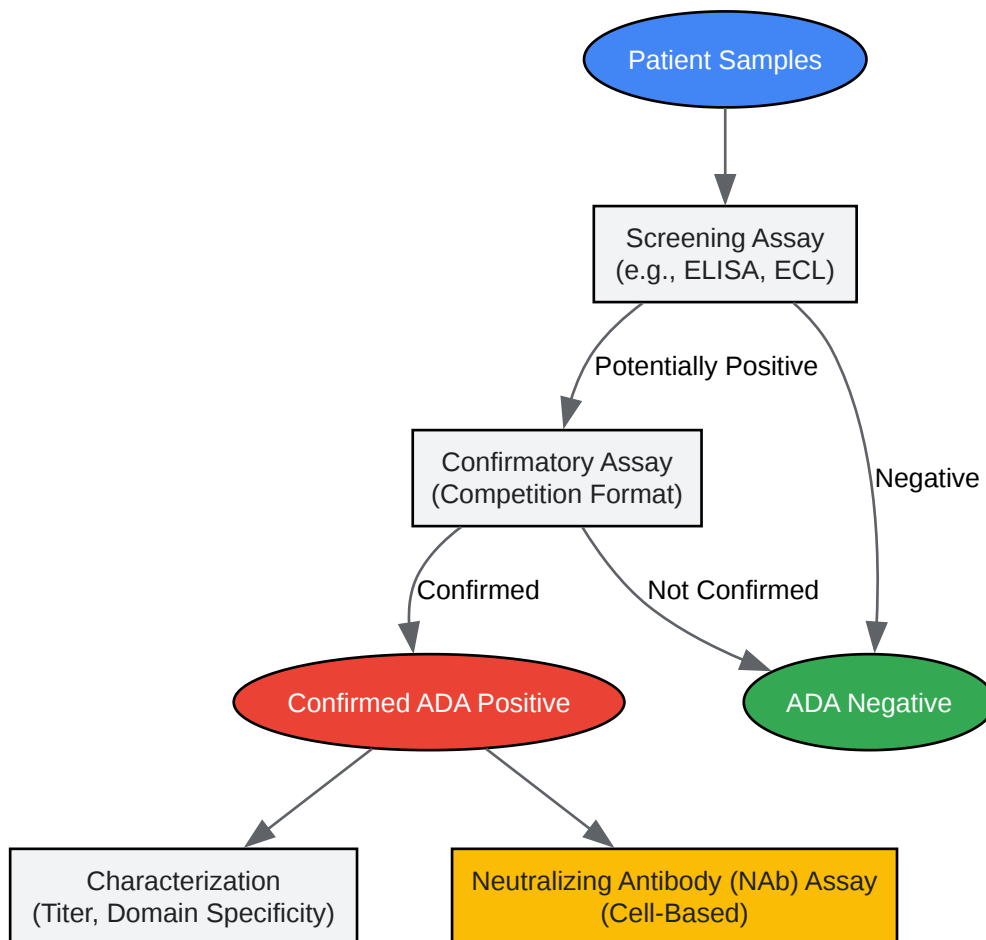 Patient Samples
Screening Assay
(e.g., ELISA, ECL)
Potentially Positive
Negative
Confirmatory Assay
(Competition Format)
Confirmed
Not Confirmed
Confirmed ADA Positive
ADA Negative
Characterization
(Titer, Domain Specificity)
Neutralizing Antibody (NAb) Assay
(Cell-Based)